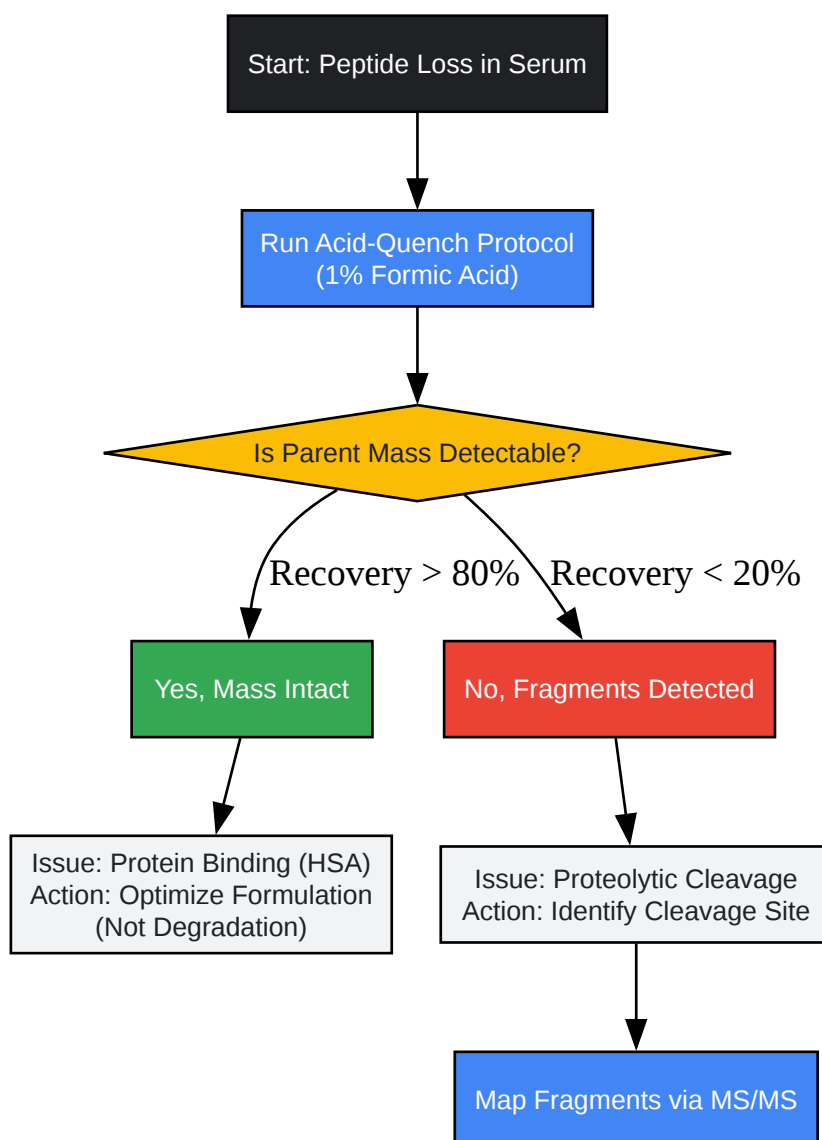 Start: Peptide Loss in Serum
Run Acid-Quench Protocol
(1% Formic Acid)
Is Parent Mass Detectable?
Recovery > 80%
Recovery < 20%
Yes, Mass Intact
No, Fragments Detected
Issue: Protein Binding (HSA)
Action: Optimize Formulation
(Not Degradation)
Issue: Proteolytic Cleavage
Action: Identify Cleavage Site
Map Fragments via MS/MS